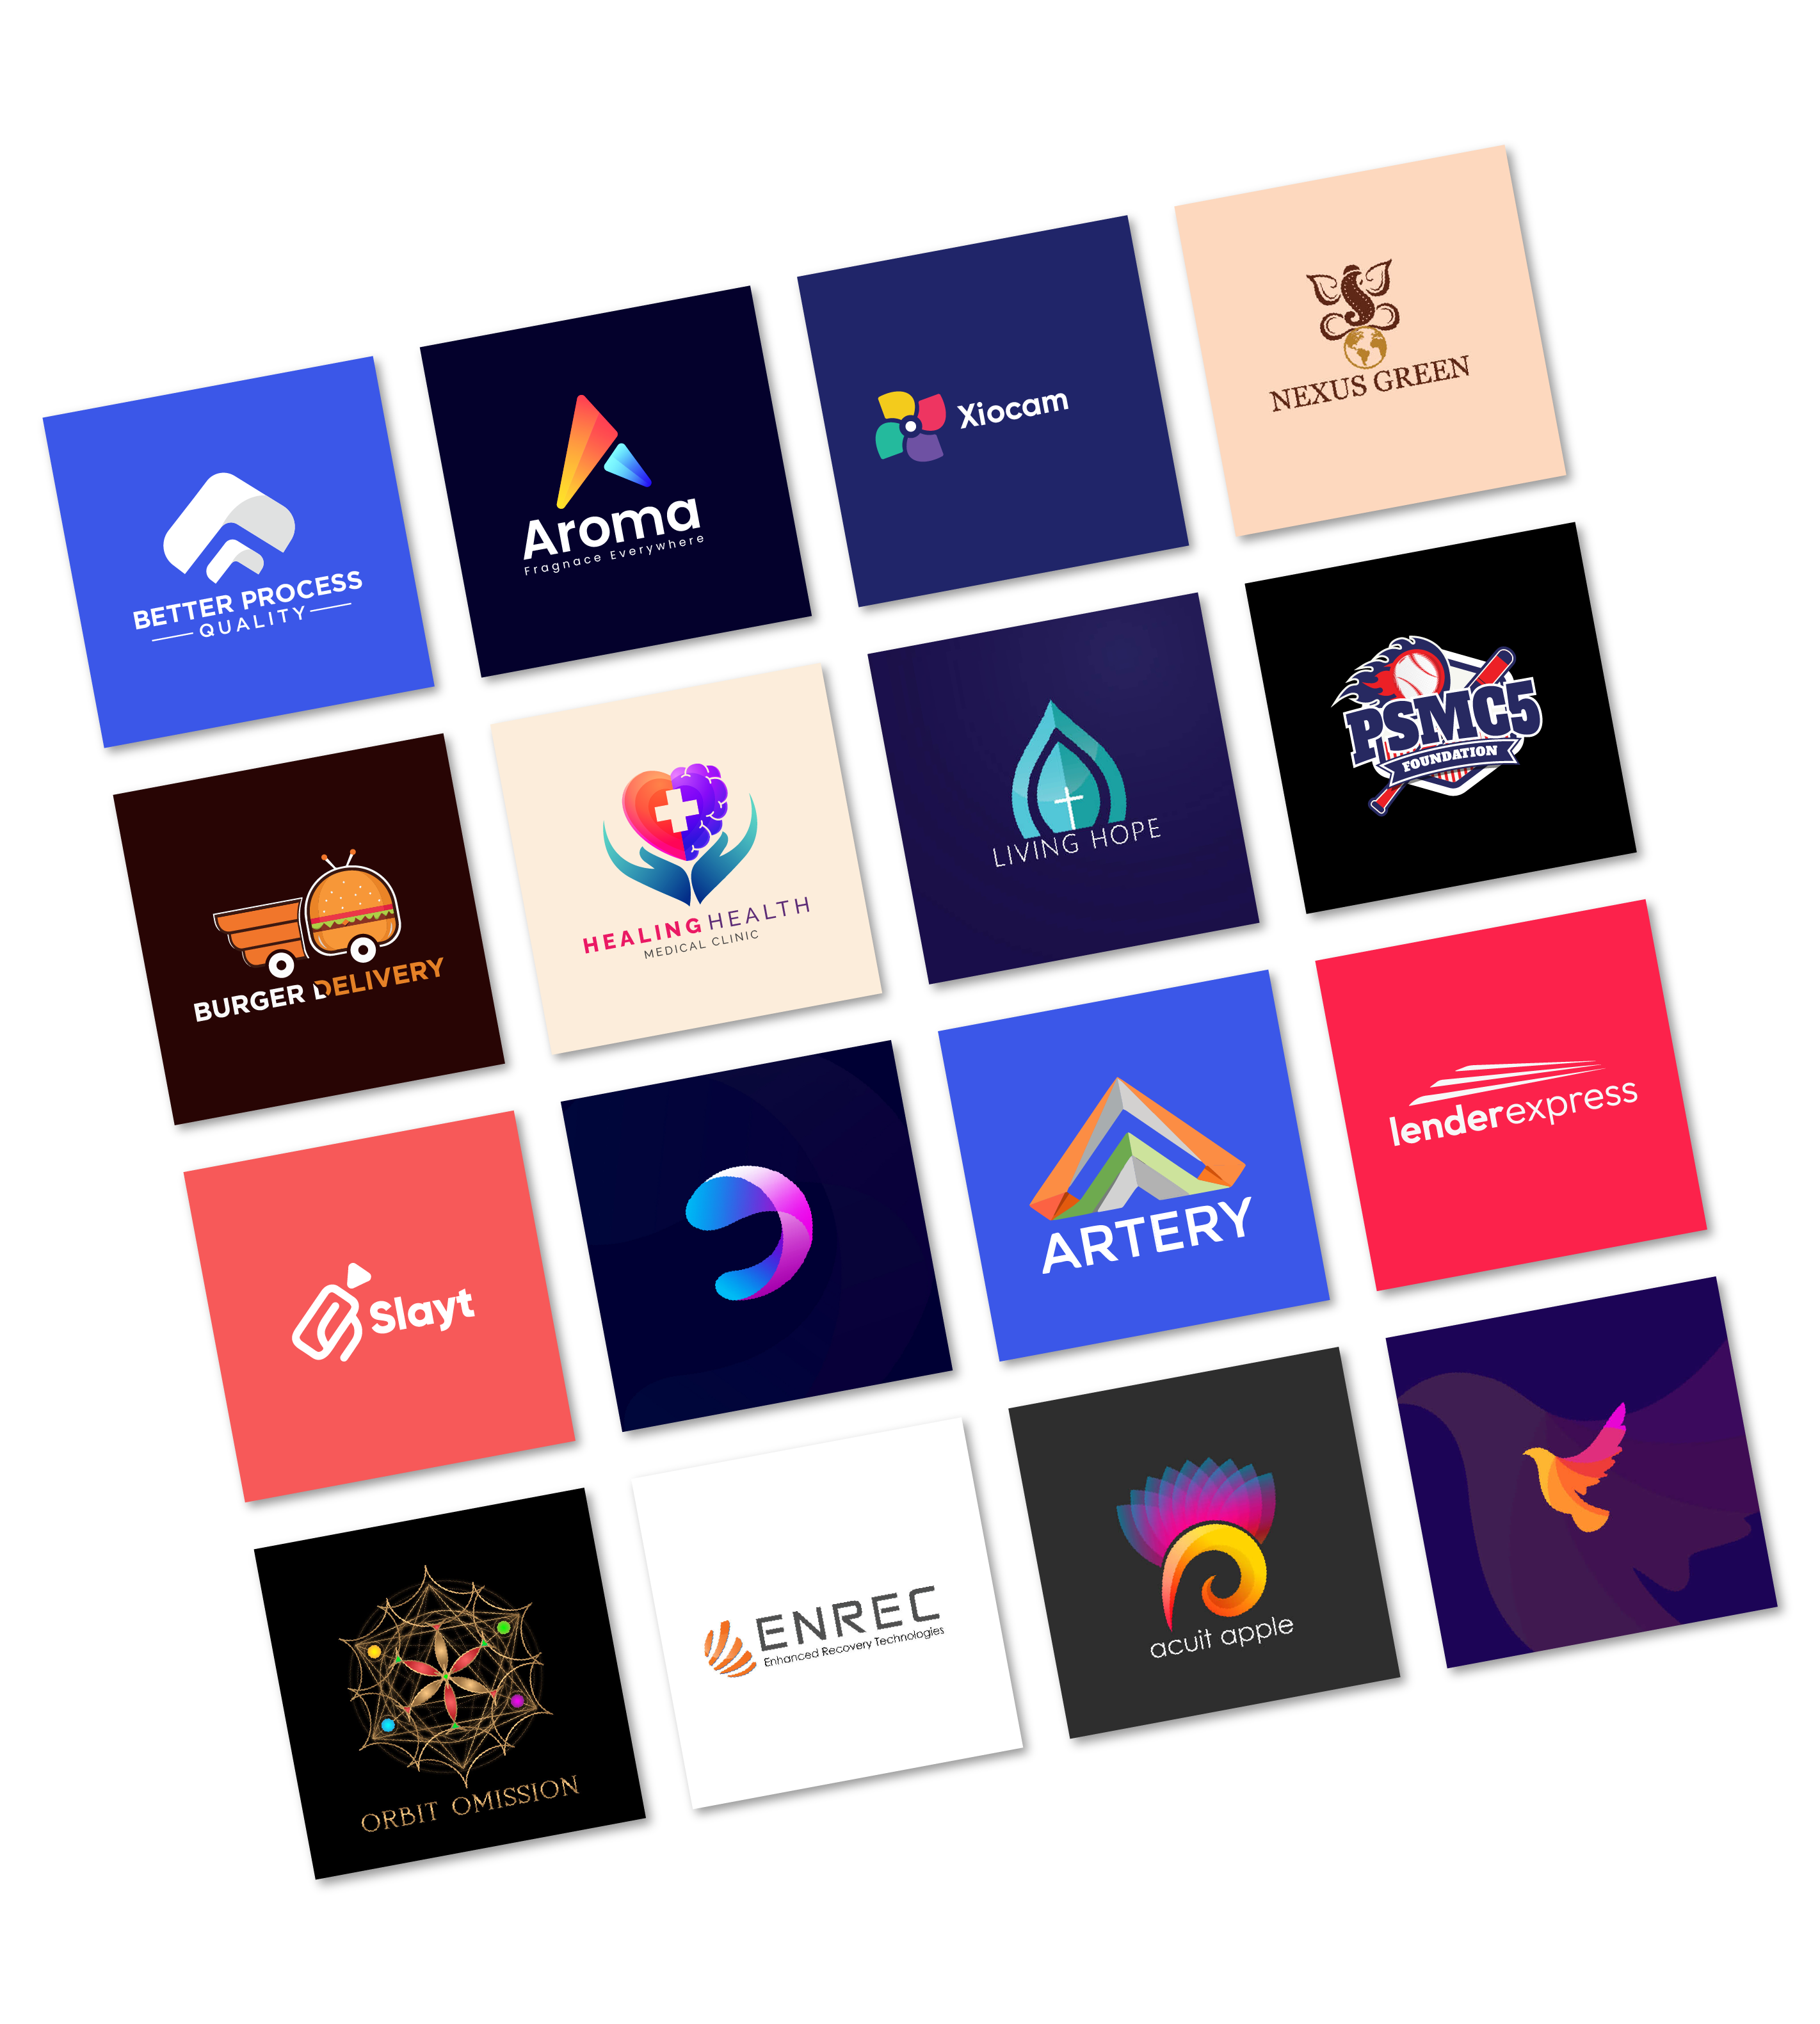 BETTER PROCESS
QUALITY
Aroma
Fragnace Everywhere
Xiocam
NEXUS GREEN
BURGER DELIVERY
HEALING HEALTH
MEDICAL CLINIC
LIVING HOPE
PSMC5
FOUNDATION
Slayt
ARTERY
lenderexpress
ORBIT OMISSION
ENREC
Enhanced Recovery Technologies
acuit apple